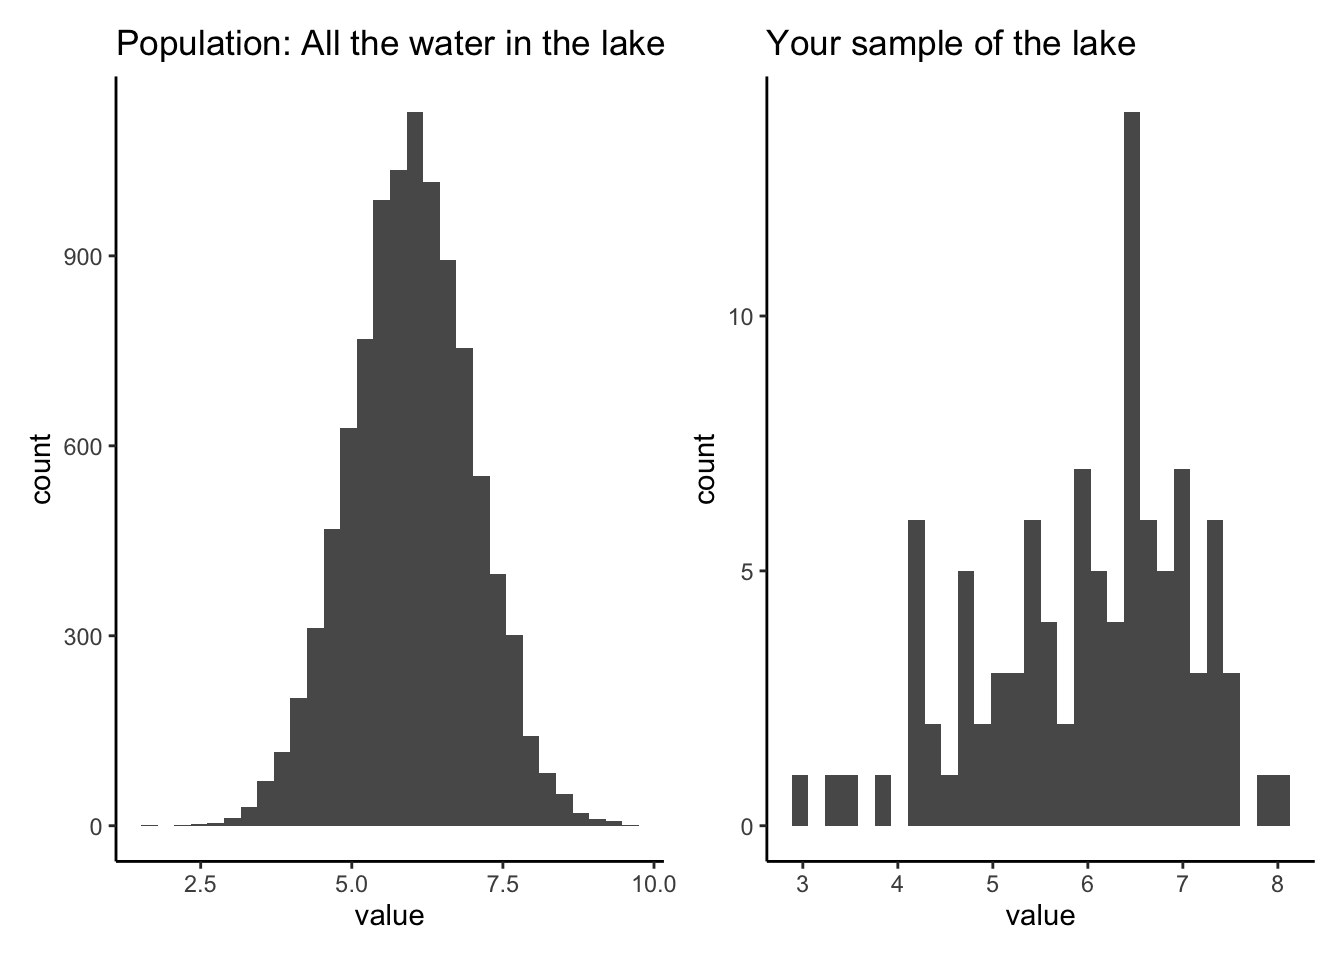 Population: All the water in the lake
count
900
600
300
0
2.5 5.0 7.5 10.0
value
Your sample of the lake
count
10
5
0
3 4 5 6 7 8
value